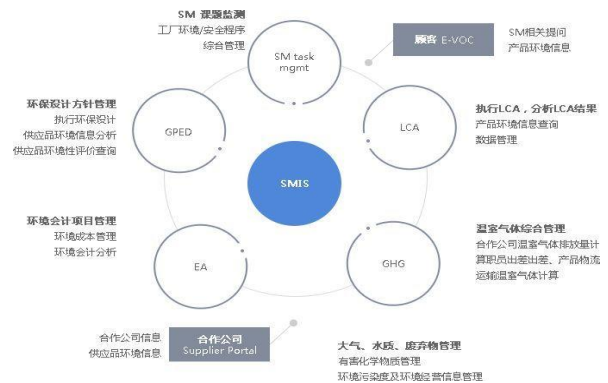 SM 课题监测
工厂环境/安全程序
综合管理
SM task
mgmt
顾客 E-VOC
SM相关提问
产品环境信息
环保设计方针管理
执行环保设计
供应品环境信息分析
供应品环境性评价查询
GPED
LCA
执行LCA，分析LCA结果
产品环境信息查询
数据管理
SMIS
环境会计项目管理
环境成本管理
环境会计分析
EA
GHG
温室气体综合管理
合作公司温室气体排放量计
算职员出差出差、产品物流
运输温室气体计算
合作公司信息
供应品环境信息
合作公司
Supplier Portal
大气、水质、废弃物管理
有害化学物质管理
环境污染度及环境经营信息管理